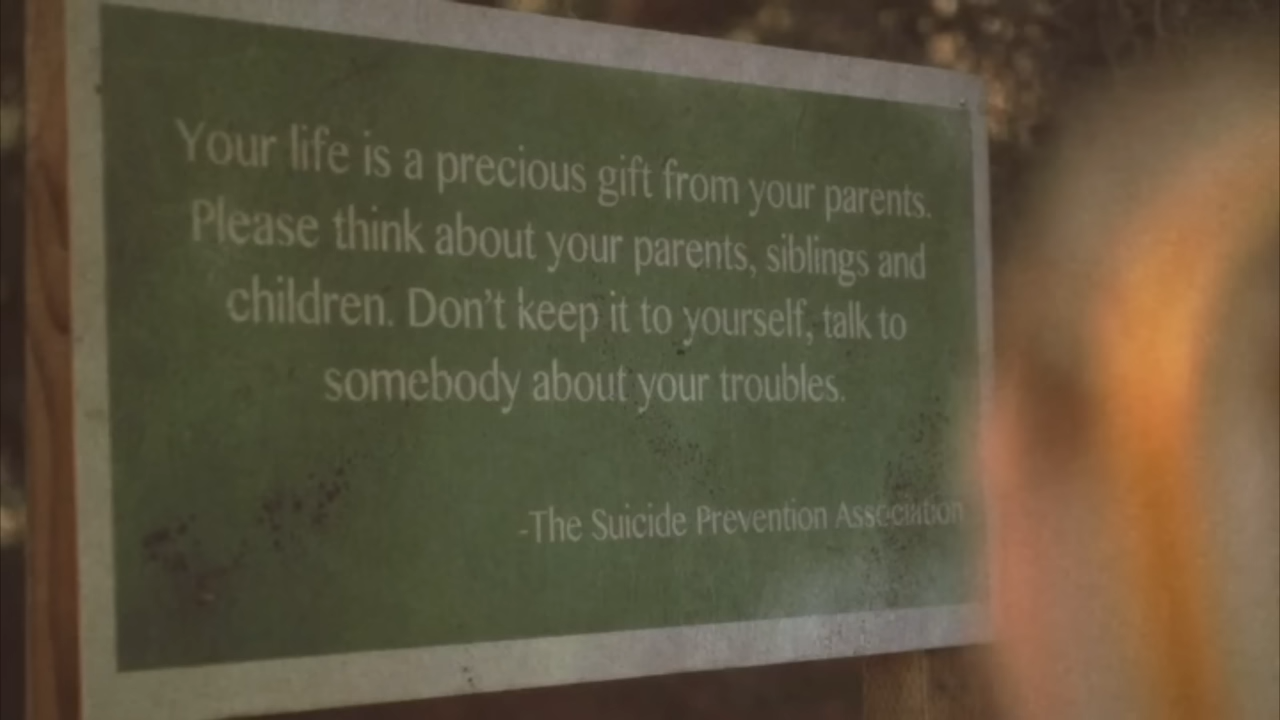 Your life is a precious gift from your parents.
Please think about your parents, siblings and
children. Don't keep it to yourself, talk to
somebody about your troubles.
-The Suicide Prevention Association